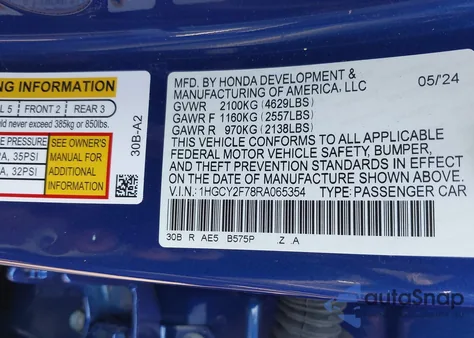 NG INFORMATION
L 5 | FRONT 2 | REAR 3
uld never exceed 385kg or 850lbs.
E PRESSURE
A, 35PSI
A, 32PSI
SEE OWNER'S
MANUAL FOR
ADDITIONAL
INFORMATION
30B-A2
MFD. BY HONDA DEVELOPMENT &
MANUFACTURING OF AMERICA, LLC
05/'24
GVWR 2100KG (4629LBS)
GAWR F 1160KG (2557LBS)
GAWR R 970KG (2138LBS)
THIS VEHICLE CONFORMS TO ALL APPLICABLE
FEDERAL MOTOR VEHICLE SAFETY, BUMPER,
AND THEFT PREVENTION STANDARDS IN EFFECT
ON THE DATE OF MANUFACTURE SHOWN ABOVE.
V.I.N.: 1HGCY2F78RA065354 TYPE: PASSENGER CAR
30B R AE5 B575P .Z .A
autoSnap